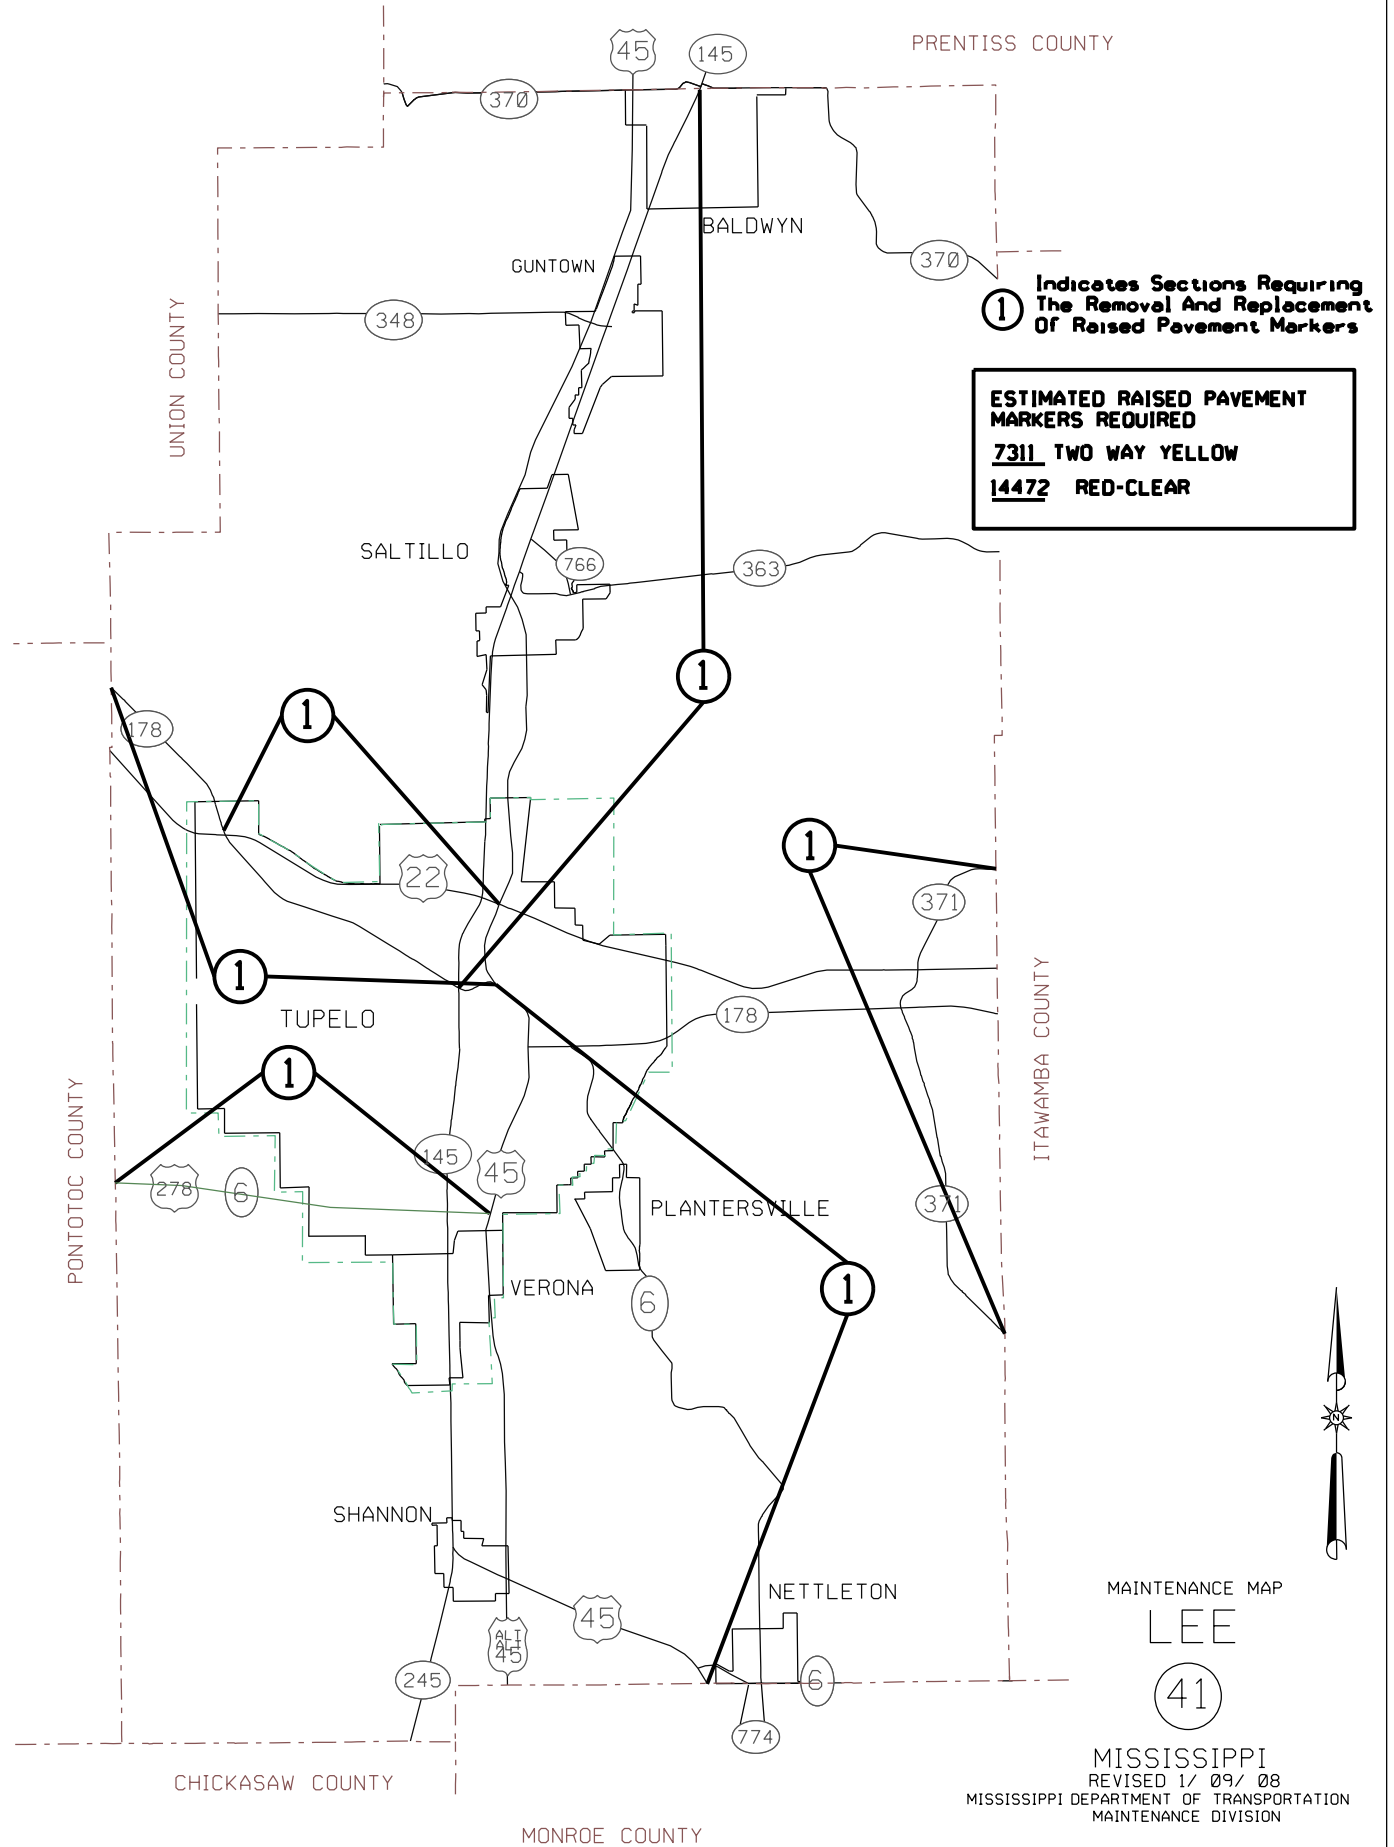 PRENTISS COUNTY
45
145
370
BALDWYN
GUNTOWN
370
Indicates Sections Requiring
1 The Removal And Replacement
Of Raised Pavement Markers
348
UNION COUNTY
ESTIMATED RAISED PAVEMENT
MARKERS REQUIRED
7311 TWO WAY YELLOW
14472 RED-CLEAR
SALTILLO
766
363
1
1
178
1
22
371
1
TUPELO
178
ITAWAMBA COUNTY
1
PONTOTOC COUNTY
145
45
278
6
371
PLANTERSVILLE
VERONA
6
1
N
SHANNON
NETTLETON
45
ALT
ALT
45
245
6
774
MAINTENANCE MAP
LEE
41
MISSISSIPPI
REVISED 1/ 09/ 08
MISSISSIPPI DEPARTMENT OF TRANSPORTATION
MAINTENANCE DIVISION
CHICKASAW COUNTY
MONROE COUNTY